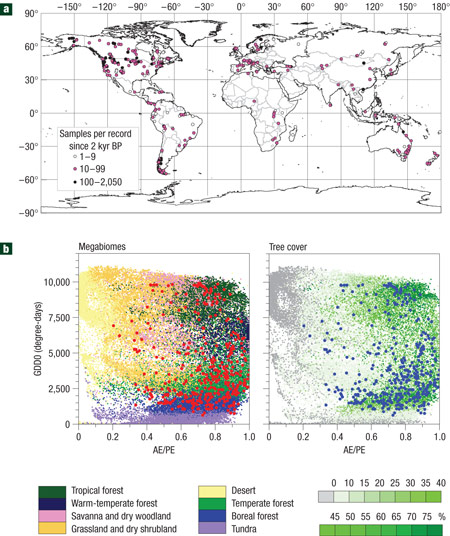 a
−150° −120° −90° −60° −30° 0° 30° 60° 90° 120° 150° 180°
90°
60°
30°
0°
−30°
−60°
−90°
Samples per record
since 2 kyr BP
1–9
10–99
100–2,050
b
Megabiomes
Tree cover
GDD0 (degree-days)
10,000
7,500
5,000
2,500
0
0 0.2 0.4 0.6 0.8 1.0
AE/PE
0 0.2 0.4 0.6 0.8 1.0
AE/PE
Tropical forest
Warm-temperate forest
Savanna and dry woodland
Grassland and dry shrubland
Desert
Temperate forest
Boreal forest
Tundra
0 5 10 15 20 25 30 35 40
45 50 55 60 65 70 75 %